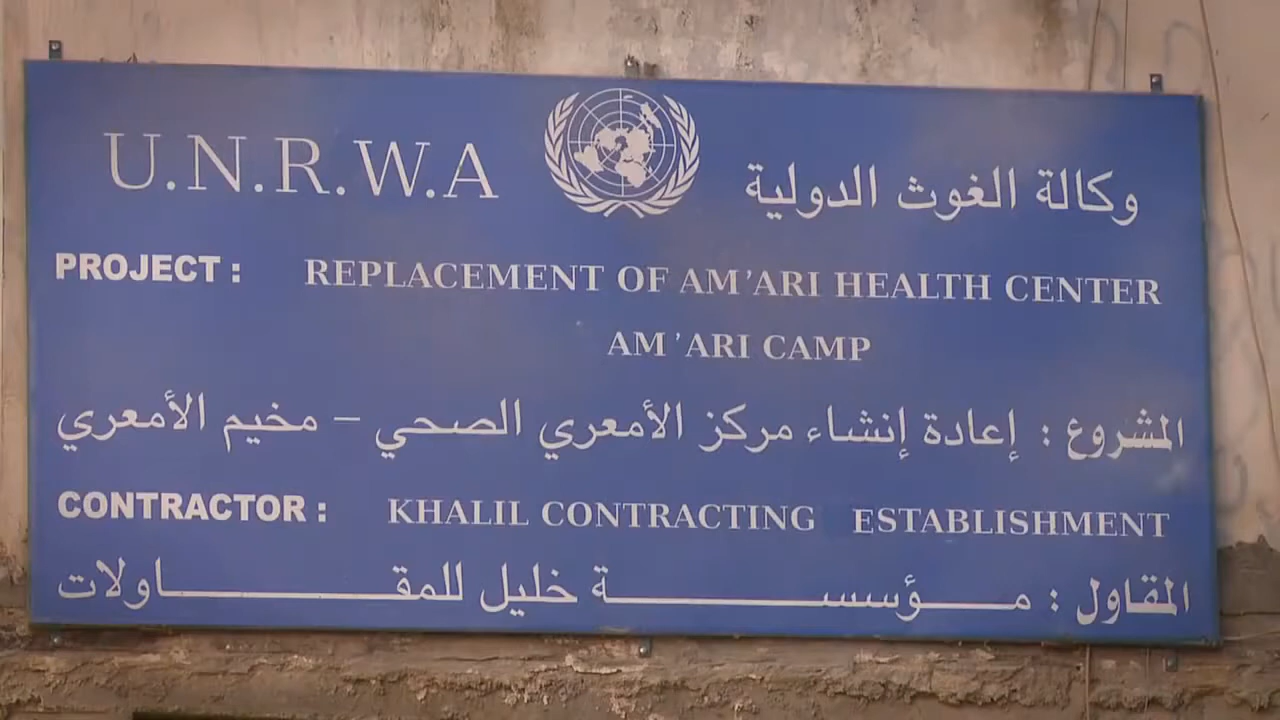 U.N.R.W.A وكالة الغوث الدولية
PROJECT : REPLACEMENT OF AM'ARI HEALTH CENTER
AM'ARI CAMP
المشروع : إعادة إنشاء مركز الأمعري الصحي – مخيم الأمعري
CONTRACTOR : KHALIL CONTRACTING ESTABLISHMENT
المقاول : مـــؤسســـــــــة خليل للمقـــــــــاولات